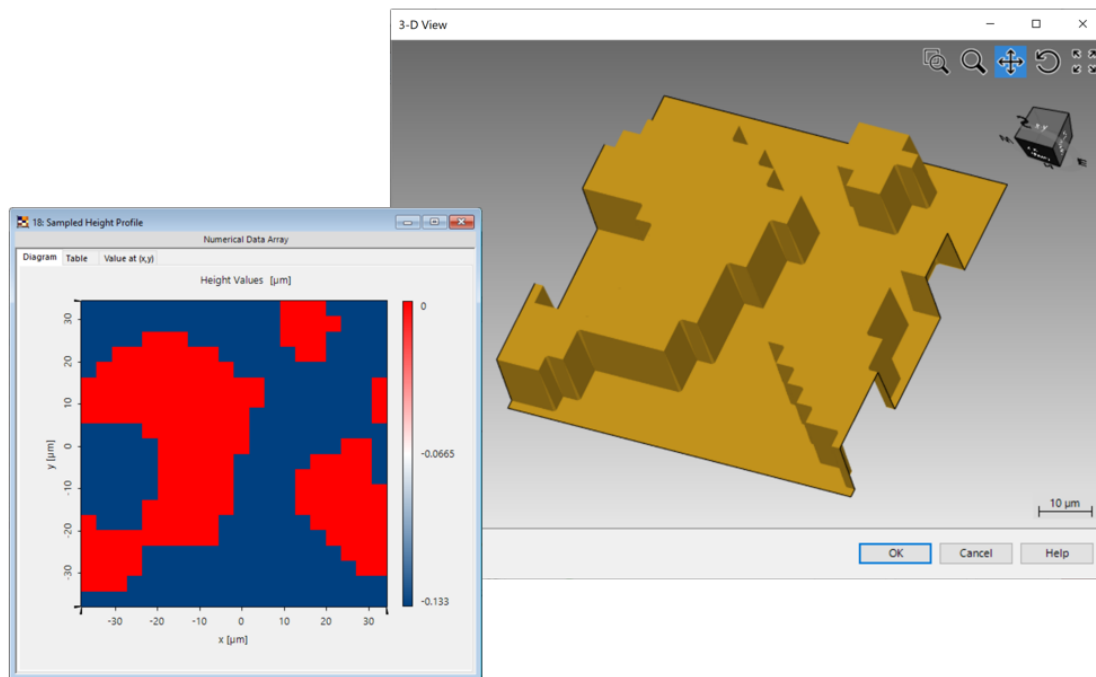 3-D View
x-y
10 µm
OK
Cancel
Help
18: Sampled Height Profile
Numerical Data Array
Diagram
Table
Value at (x,y)
Height Values [µm]
0
-0.0665
-0.133
30
20
10
0
-10
-20
-30
y [µm]
-30
-20
-10
0
10
20
30
x [µm]